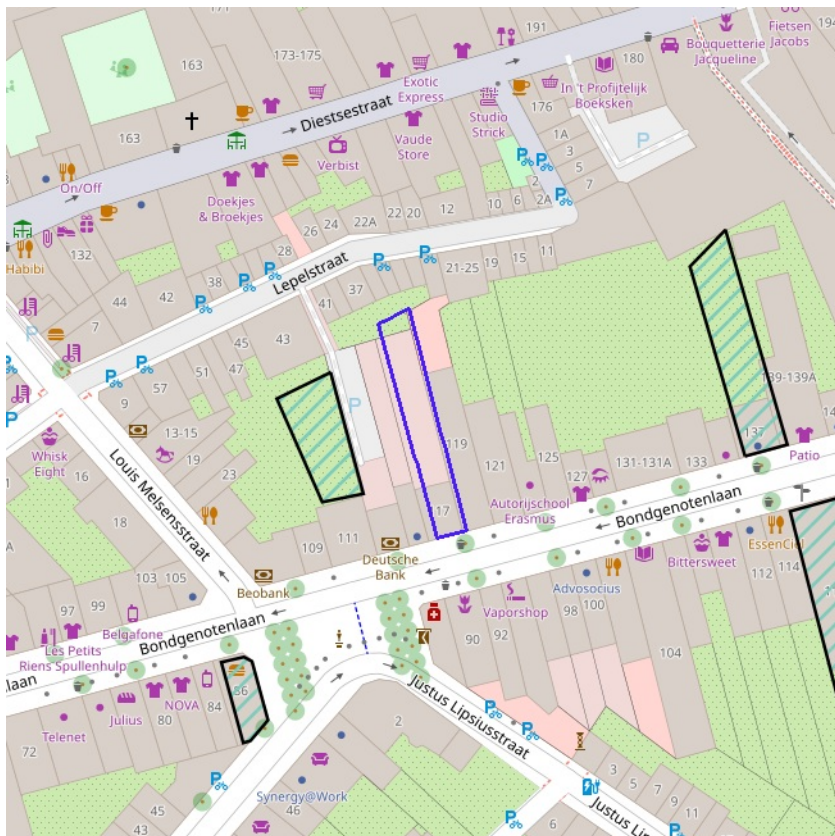 171
173-175
191
194
163
180
Fietsen
Jacobs
Bouquetterie
Jacqueline
Exotic
Express
In't Profijtelijk
Boeksken
163
Diestsestraat
Studio
Strick
176
Vaude
Store
Verbist
1A
3
5
7
P
On/Off
Doekjes
& Broekjes
2
2A
6
10
12
20
22
22A
24
26
28
Habibi
132
Lepelstraat
21-25
19
15
11
38
42
44
37
41
43
7
P
45
47
51
57
9
P
13-15
19
23
139-139A
Whisk
Eight
16
18
Louis Melsensstraat
119
121
125
127
131-131A
133
137
Patio
Autorijschool
Erasmus
Bondgenotenlaan
17
109
111
Deutsche
Bank
Beobank
EssenCiel
Bittersweet
112
114
Advosocius
98
100
Vaporshop
90
92
103
105
97
99
Belgafone
Les Petits
Riens Spullenhulp
Bondgenotenlaan
laan
104
Justus Lipsiusstraat
86
84
NOVA
80
Julius
Telenet
72
2
Synergy@Work
46
45
43
3
5
7
9
11
6
Justus Lip